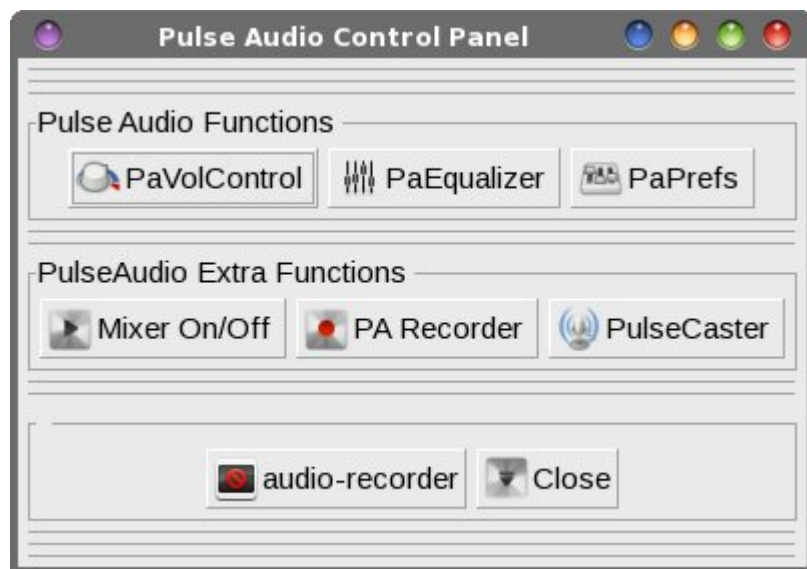 Pulse Audio Control Panel
Pulse Audio Functions
PaVolControl PaEqualizer PaPrefs
PulseAudio Extra Functions
Mixer On/Off PA Recorder PulseCaster
audio-recorder Close